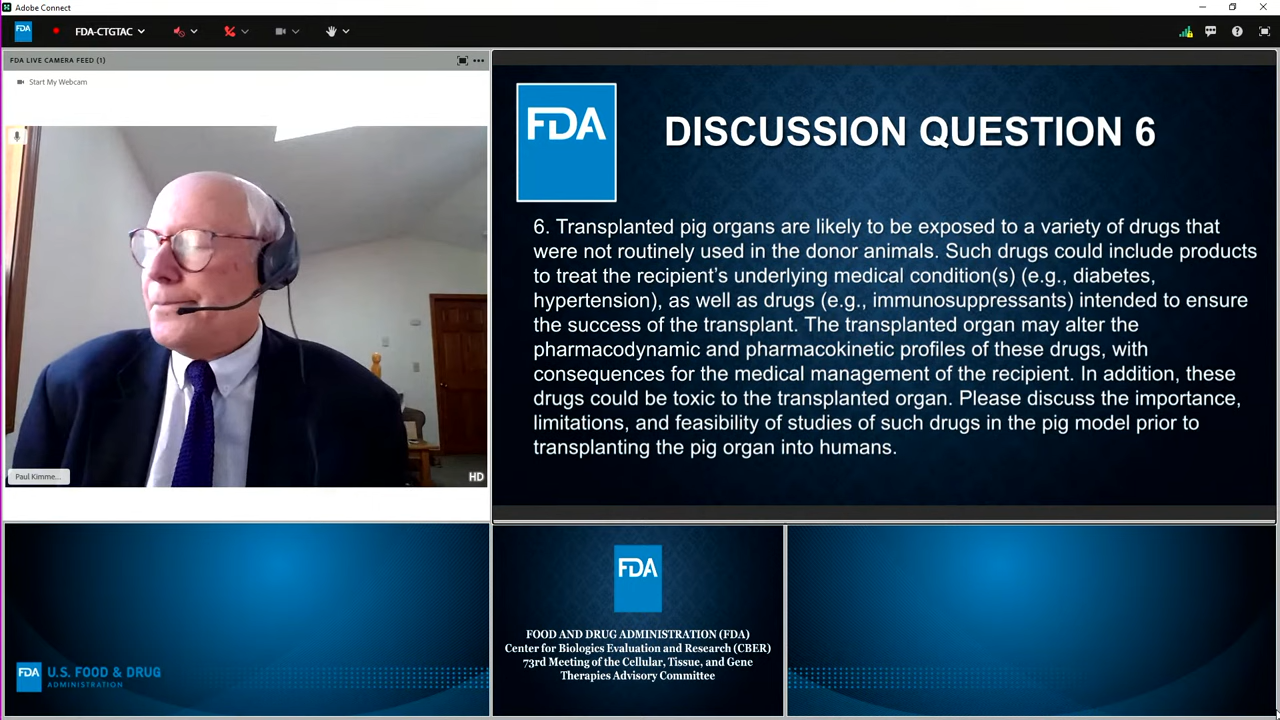 Adobe Connect
FDA
FDA-CTGTAC
FDA LIVE CAMERA FEED (1)
Start My Webcam
Paul Kimme...
HD
FDA
DISCUSSION QUESTION 6
6. Transplanted pig organs are likely to be exposed to a variety of drugs that
were not routinely used in the donor animals. Such drugs could include products
to treat the recipient's underlying medical condition(s) (e.g., diabetes,
hypertension), as well as drugs (e.g., immunosuppressants) intended to ensure
the success of the transplant. The transplanted organ may alter the
pharmacodynamic and pharmacokinetic profiles of these drugs, with
consequences for the medical management of the recipient. In addition, these
drugs could be toxic to the transplanted organ. Please discuss the importance,
limitations, and feasibility of studies of such drugs in the pig model prior to
transplanting the pig organ into humans.
FDA
U.S. FOOD & DRUG
ADMINISTRATION
FDA
FOOD AND DRUG ADMINISTRATION (FDA)
Center for Biologics Evaluation and Research (CBER)
73rd Meeting of the Cellular, Tissue, and Gene
Therapies Advisory Committee